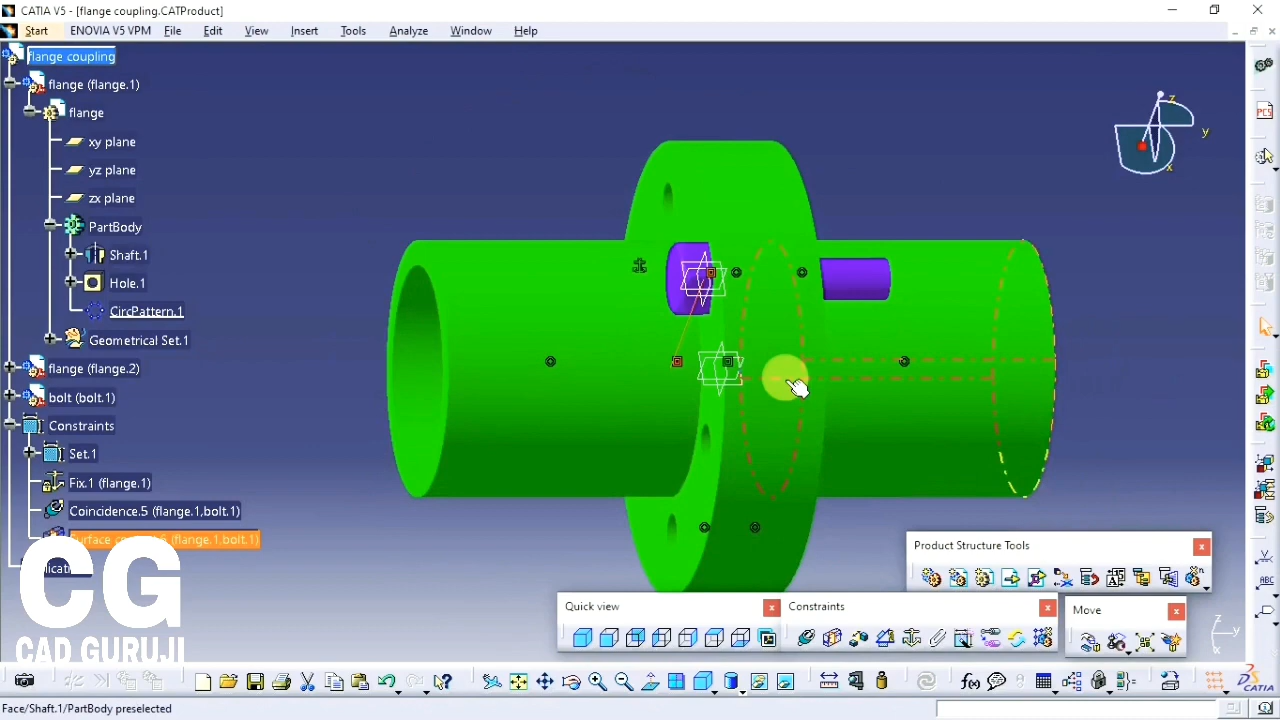 CATIA V5 - [flange coupling.CATProduct]
Start ENOVIA V5 VPM File Edit View Insert Tools Analyze Window Help
flange coupling
flange (flange.1)
flange
xy plane
yz plane
zx plane
PartBody
Shaft.1
Hole.1
CircPattern.1
Geometrical Set.1
flange (flange.2)
bolt (bolt.1)
Constraints
Set.1
Fix.1 (flange.1)
Coincidence.5 (flange.1,bolt.1)
(flange.1,bolt.1)
CG
CAD GURUJI
z
y
x
PCS
Product Structure Tools
Quick view
Constraints
Move
ABC
z
y
x
f(x)
CATIA
Face/Shaft.1/PartBody preselected